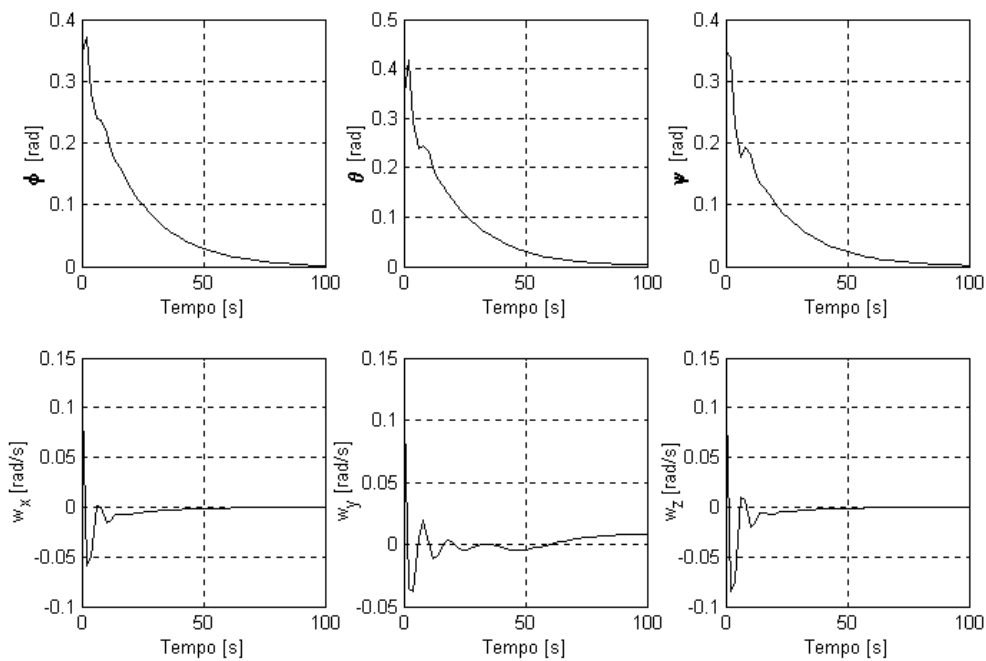 0.4
0.3
0.2
0.1
0
ϕ [rad]
0 50 100
Tempo [s]
0.5
0.4
0.3
0.2
0.1
0
θ [rad]
0 50 100
Tempo [s]
0.4
0.3
0.2
0.1
0
ψ [rad]
0 50 100
Tempo [s]
0.15
0.1
0.05
0
-0.05
-0.1
w_x [rad/s]
0 50 100
Tempo [s]
0.15
0.1
0.05
0
-0.05
w_y [rad/s]
0 50 100
Tempo [s]
0.15
0.1
0.05
0
-0.05
-0.1
w_z [rad/s]
0 50 100
Tempo [s]